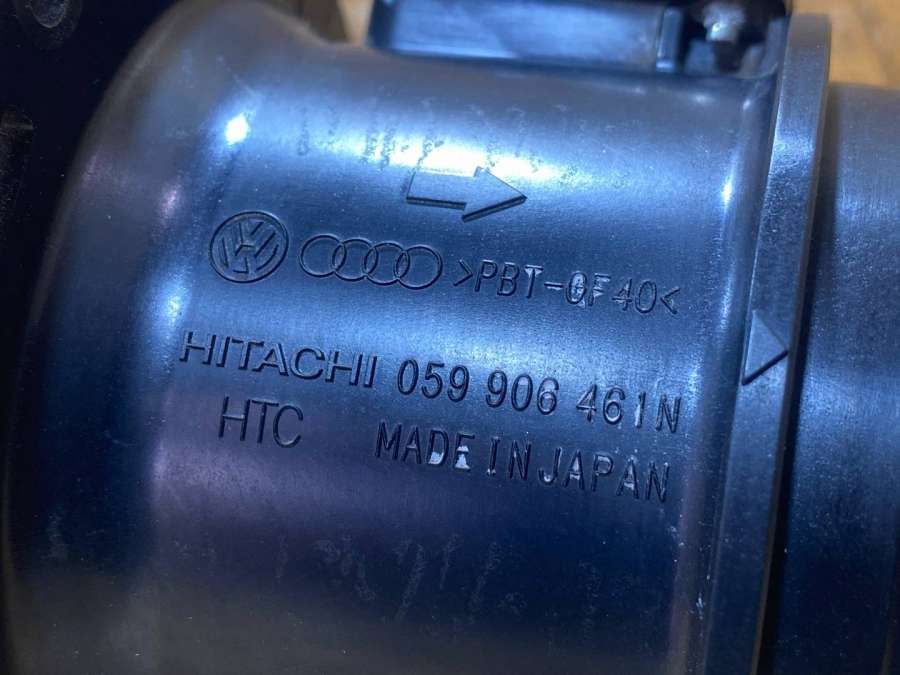 >PBT-GF40<
HITACHI 059 906 461N
HTC MADE IN JAPAN